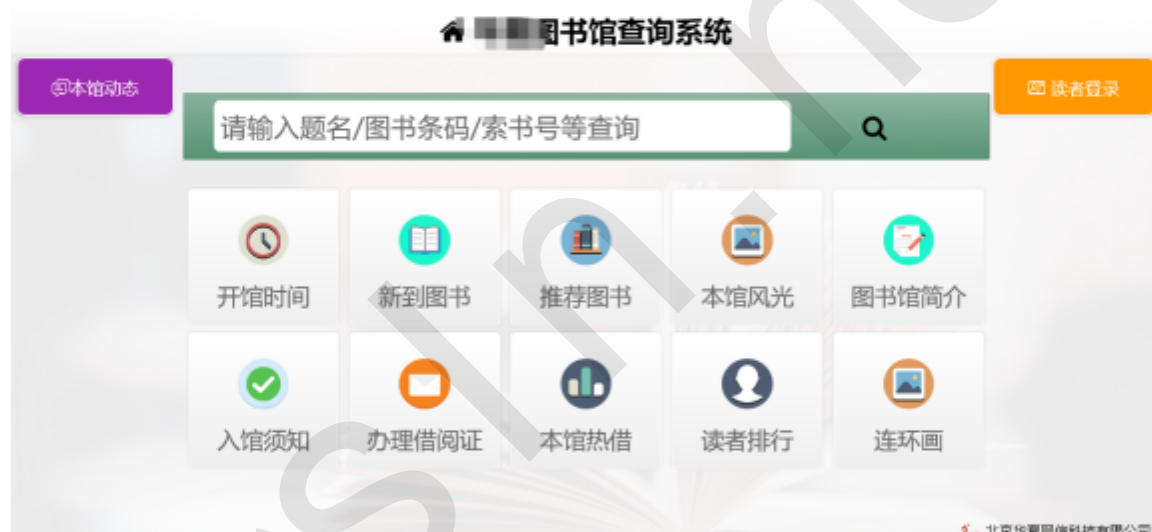 图书馆查询系统
本馆动态
读者登录
请输入题名/图书条码/索书号等查询
开馆时间 新到图书 推荐图书 本馆风光 图书馆简介
入馆须知 办理借阅证 本馆热借 读者排行 连环画